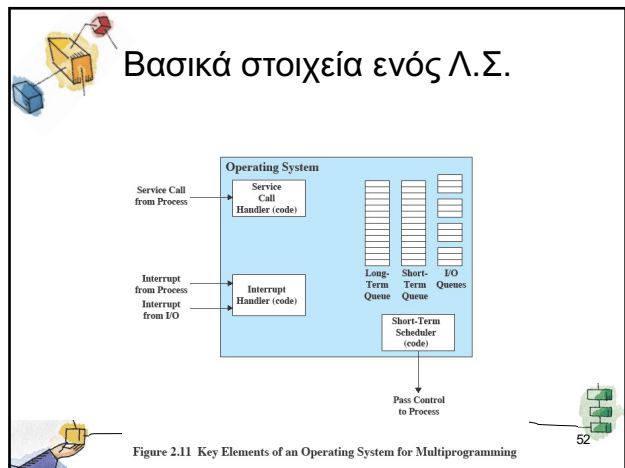 Βασικά στοιχεία ενός Λ.Σ.
Operating System
Service Call
from Process
Service
Call
Handler (code)
Interrupt
from Process
Interrupt
from I/O
Interrupt
Handler (code)
Long-
Term
Queue
Short-
Term
Queue
I/O
Queues
Short-Term
Scheduler
(code)
Pass Control
to Process
52
Figure 2.11 Key Elements of an Operating System for Multiprogramming